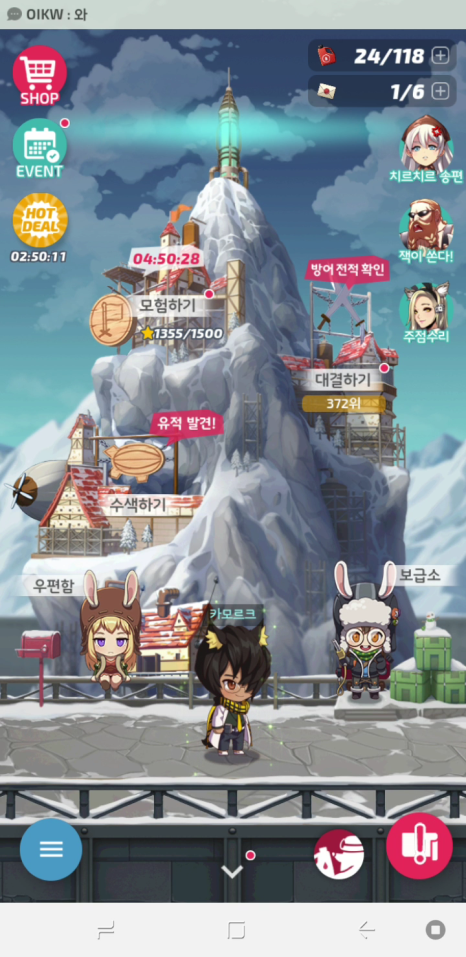 OIKW : 와
24/118
SHOP
1/6
EVENT
치르치르 송편
HOT
DEAL
02:50:11
잭이 쏜다!
04:50:28
방어 전적 확인
모험하기
1355/1500
주점수리
대결하기
372위
유적 발견!
수색하기
우편함
보급소
카모르크